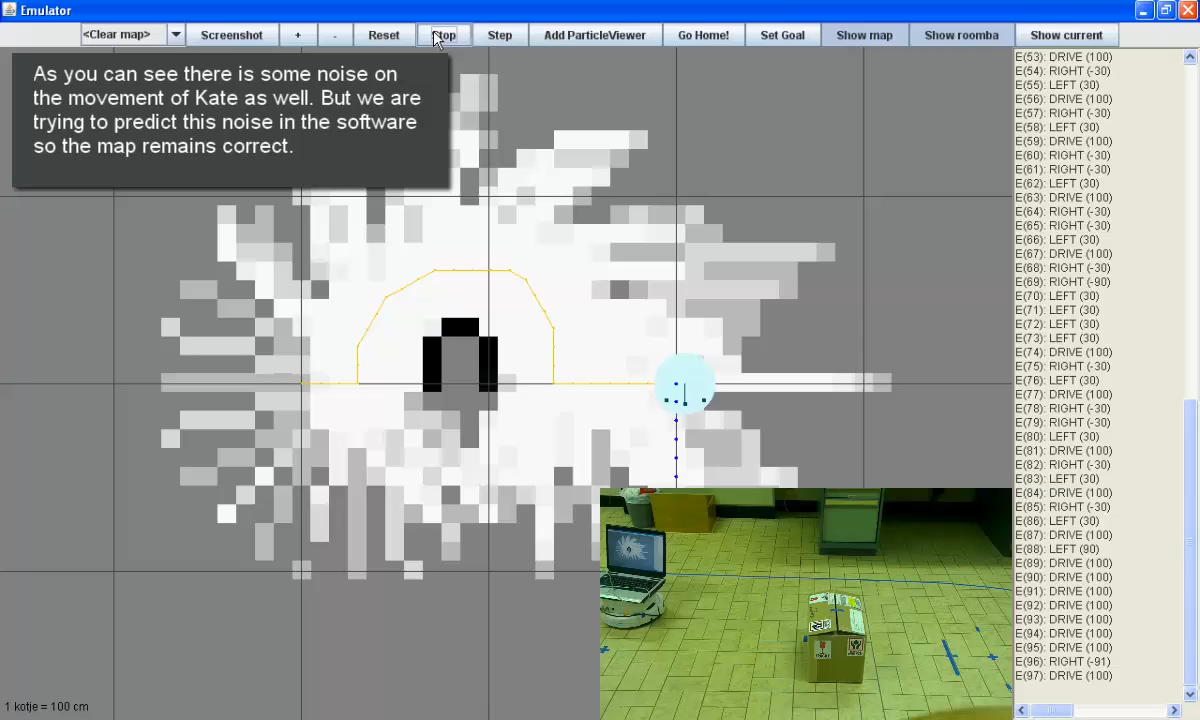 Emulator
<Clear map> Screenshot + - Reset Stop Step Add ParticleViewer Go Home! Set Goal Show map Show roomba Show current
As you can see there is some noise on
the movement of Kate as well. But we are
trying to predict this noise in the software
so the map remains correct.
E(53): DRIVE (100)
E(54): RIGHT (-30)
E(55): LEFT (30)
E(56): DRIVE (100)
E(57): RIGHT (-30)
E(58): LEFT (30)
E(59): DRIVE (100)
E(60): RIGHT (-30)
E(61): RIGHT (-30)
E(62): LEFT (30)
E(63): DRIVE (100)
E(64): RIGHT (-30)
E(65): RIGHT (-30)
E(66): LEFT (30)
E(67): DRIVE (100)
E(68): RIGHT (-30)
E(69): RIGHT (-90)
E(70): LEFT (30)
E(71): LEFT (30)
E(72): LEFT (30)
E(73): LEFT (30)
E(74): DRIVE (100)
E(75): RIGHT (-30)
E(76): LEFT (30)
E(77): DRIVE (100)
E(78): RIGHT (-30)
E(79): RIGHT (-30)
E(80): LEFT (30)
E(81): DRIVE (100)
E(82): RIGHT (-30)
E(83): LEFT (30)
E(84): DRIVE (100)
E(85): RIGHT (-30)
E(86): LEFT (30)
E(87): DRIVE (100)
E(88): LEFT (90)
E(89): DRIVE (100)
E(90): DRIVE (100)
E(91): DRIVE (100)
E(92): DRIVE (100)
E(93): DRIVE (100)
E(94): DRIVE (100)
E(95): DRIVE (100)
E(96): RIGHT (-91)
E(97): DRIVE (100)
1 kotje = 100 cm